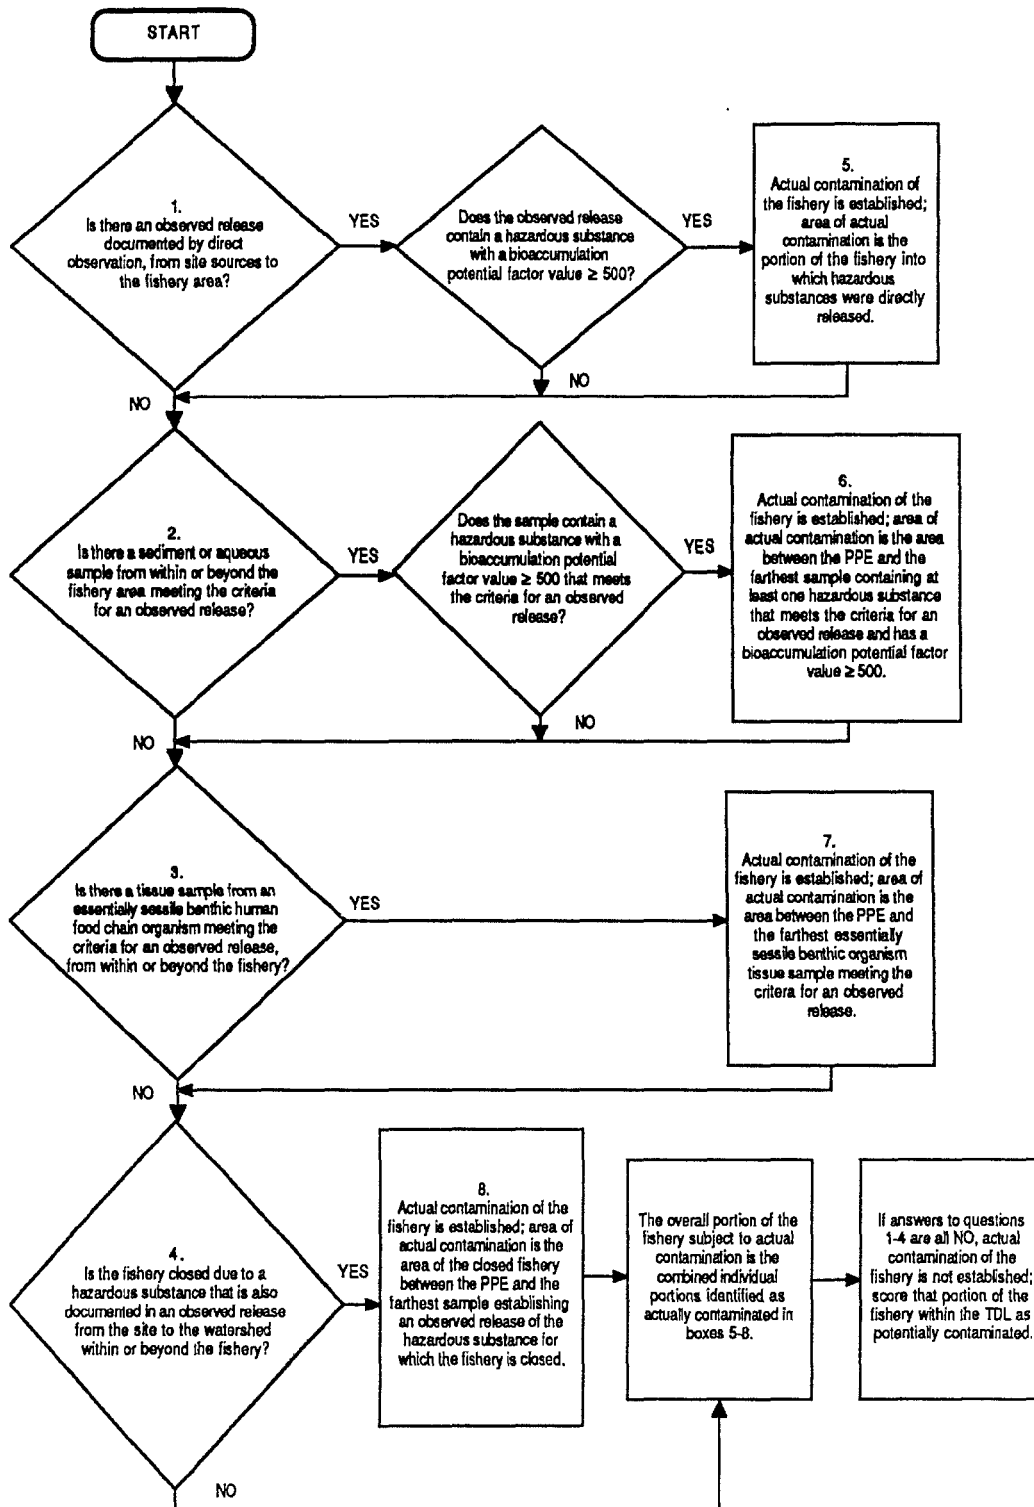 START
1.
Is there an observed release
documented by direct
observation, from site sources to
the fishery area?
YES
Does the observed release
contain a hazardous substance
with a bioaccumulation
potential factor value ≥ 500?
YES
5.
Actual contamination of
the fishery is established;
area of actual
contamination is the
portion of the fishery into
which hazardous
substances were directly
released.
NO
NO
2.
Is there a sediment or aqueous
sample from within or beyond the
fishery area meeting the criteria
for an observed release?
YES
Does the sample contain a
hazardous substance with a
bioaccumulation potential
factor value ≥ 500 that meets
the criteria for an observed
release?
YES
6.
Actual contamination of the
fishery is established; area of
actual contamination is the area
between the PPE and the
farthest sample containing at
least one hazardous substance
that meets the criteria for an
observed release and has a
bioaccumulation potential factor
value ≥ 500.
NO
NO
3.
Is there a tissue sample from an
essentially sessile benthic human
food chain organism meeting the
criteria for an observed release,
from within or beyond the fishery?
YES
7.
Actual contamination of the
fishery is established; area of
actual contamination is the
area between the PPE and
the farthest essentially
sessile benthic organism
tissue sample meeting the
critera for an observed
release.
NO
4.
Is the fishery closed due to a
hazardous substance that is also
documented in an observed release
from the site to the watershed
within or beyond the fishery?
YES
8.
Actual contamination of the
fishery is established; area of
actual contamination is the
area of the closed fishery
between the PPE and the
farthest sample establishing
an observed release of the
hazardous substance for
which the fishery is closed.
The overall portion of the
fishery subject to actual
contamination is the
combined individual
portions identified as
actually contaminated in
boxes 5-8.
If answers to questions
1-4 are all NO, actual
contamination of the
fishery is not established;
score that portion of the
fishery within the TDL as
potentially contaminated.
NO